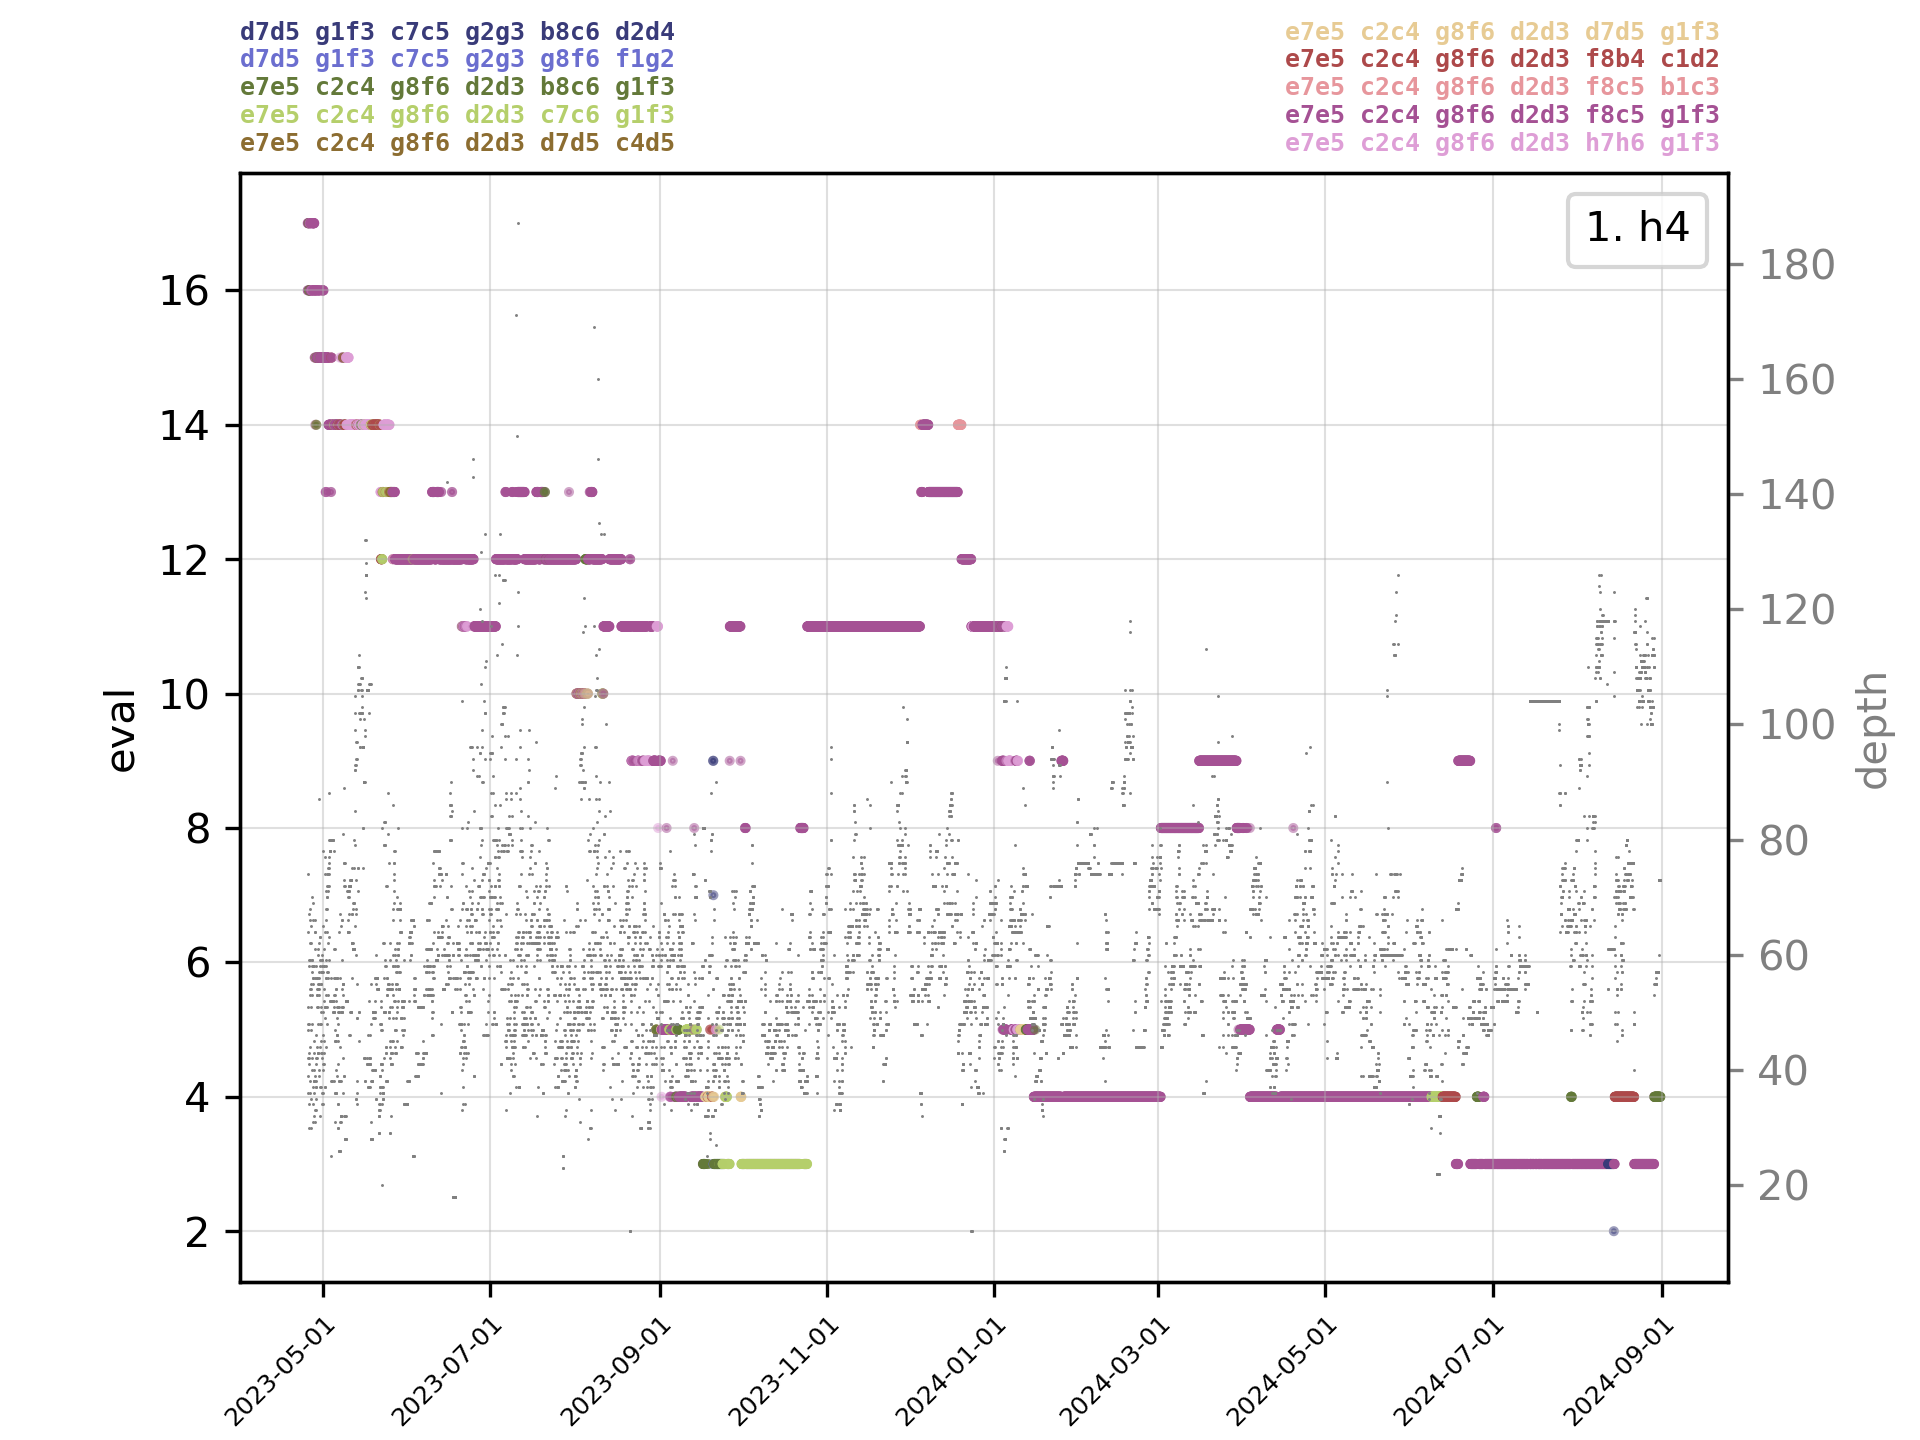 d7d5 g1f3 c7c5 g2g3 b8c6 d2d4
d7d5 g1f3 c7c5 g2g3 g8f6 f1g2
e7e5 c2c4 g8f6 d2d3 b8c6 g1f3
e7e5 c2c4 g8f6 d2d3 c7c6 g1f3
e7e5 c2c4 g8f6 d2d3 d7d5 c4d5
e7e5 c2c4 g8f6 d2d3 d7d5 g1f3
e7e5 c2c4 g8f6 d2d3 f8b4 c1d2
e7e5 c2c4 g8f6 d2d3 f8c5 b1c3
e7e5 c2c4 g8f6 d2d3 f8c5 g1f3
e7e5 c2c4 g8f6 d2d3 h7h6 g1f3
1. h4
eval
16
14
12
10
8
6
4
2
depth
180
160
140
120
100
80
60
40
20
2023-05-01
2023-07-01
2023-09-01
2023-11-01
2024-01-01
2024-03-01
2024-05-01
2024-07-01
2024-09-01